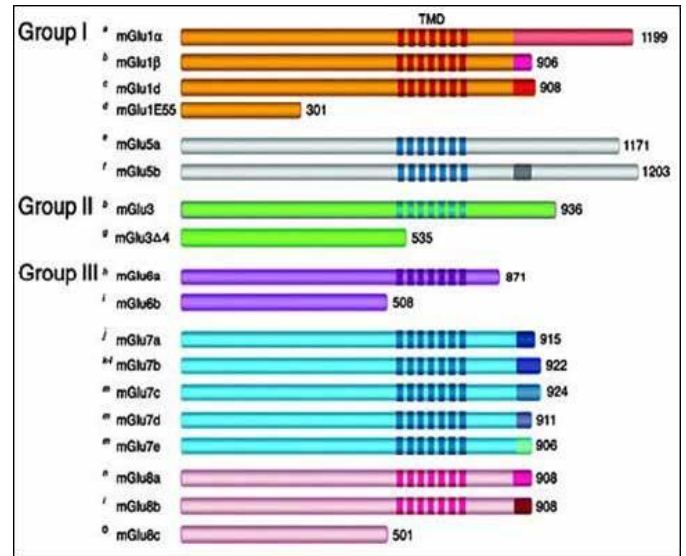 TMD
Group I a mGlu1α 1199
b mGlu1β 906
c mGlu1d 908
d mGlu1E55 301
e mGlu5a 1171
f mGlu5b 1203
Group II b mGlu3 936
g mGlu3Δ4 535
Group III h mGlu6a 871
i mGlu6b 508
j mGlu7a 915
k-l mGlu7b 922
m mGlu7c 924
m mGlu7d 911
m mGlu7e 906
n mGlu8a 908
i mGlu8b 908
o mGlu8c 501